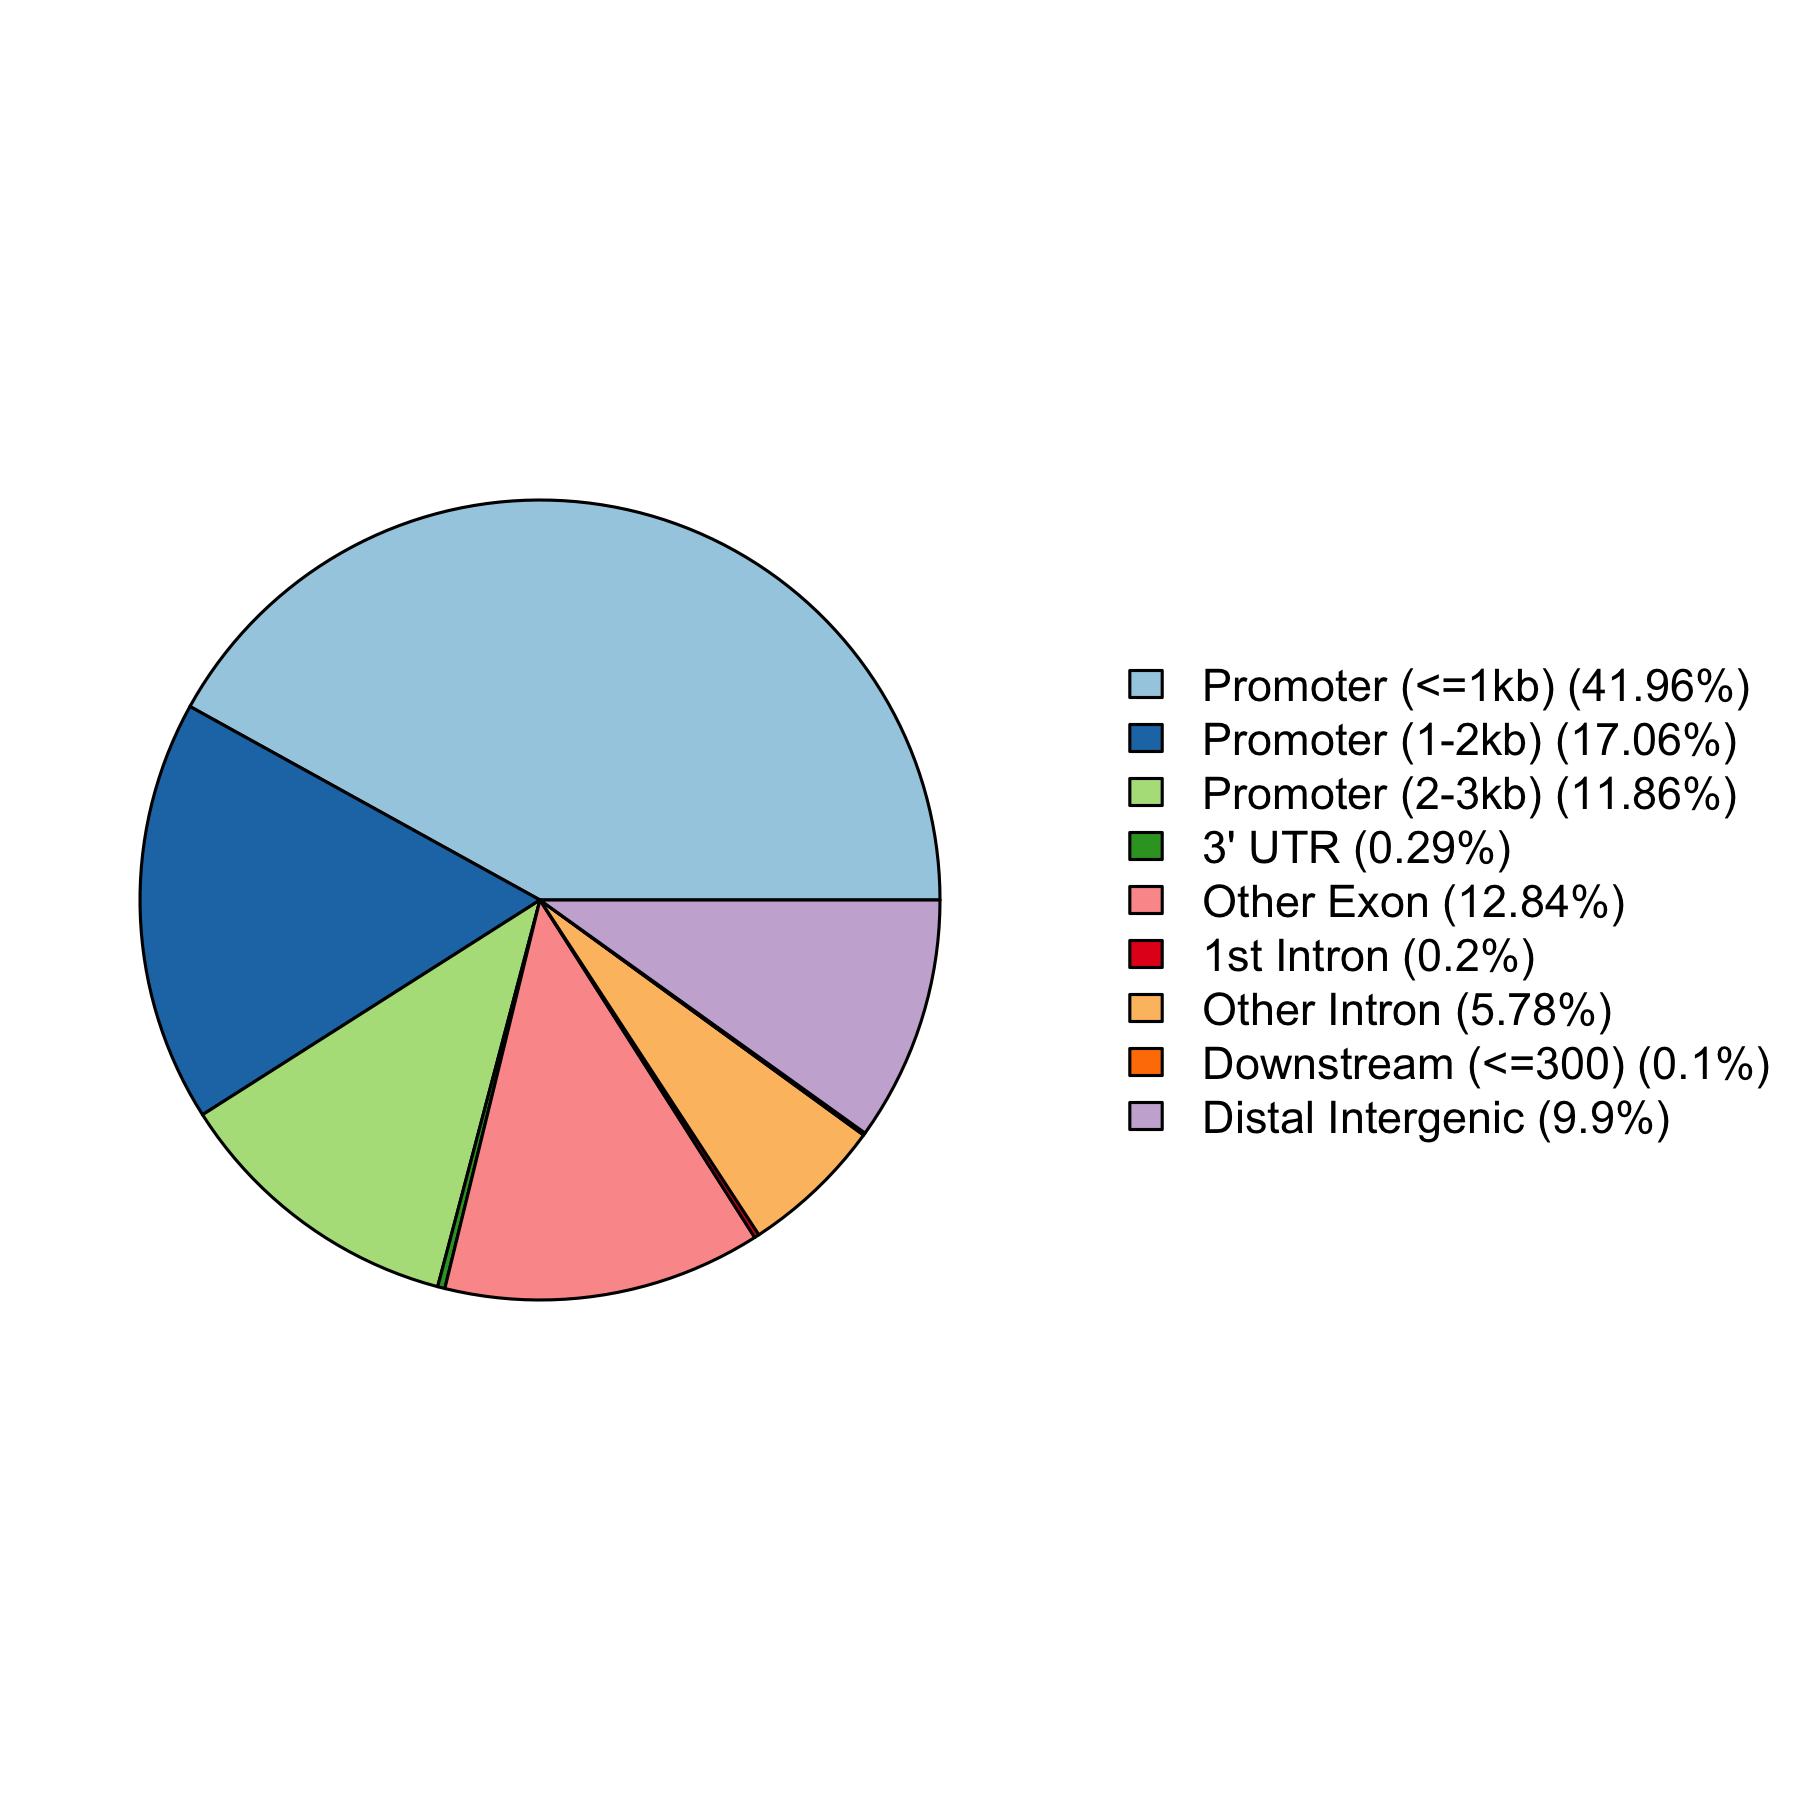 Promoter (<=1kb) (41.96%)
Promoter (1-2kb) (17.06%)
Promoter (2-3kb) (11.86%)
3' UTR (0.29%)
Other Exon (12.84%)
1st Intron (0.2%)
Other Intron (5.78%)
Downstream (<=300) (0.1%)
Distal Intergenic (9.9%)